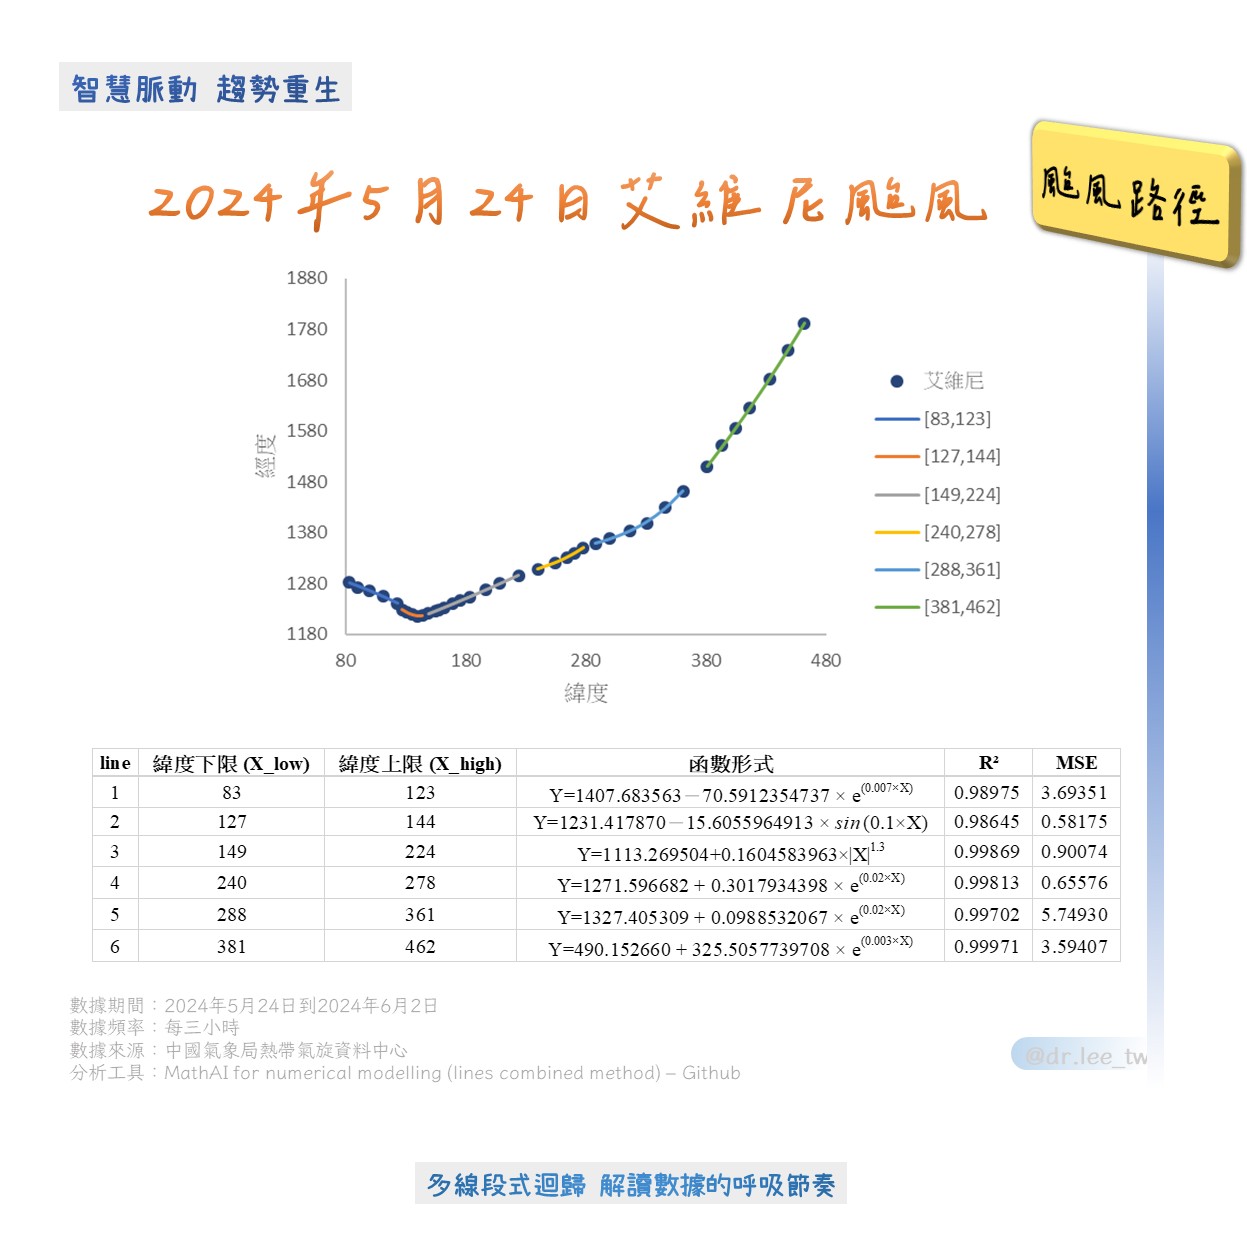 智慧脈動 趨勢重生
颱風路徑
2024年5月24日艾維尼颱風
1880
1780
1680
1580
1480
1380
1280
1180
經度
80 180 280 380 480
緯度
艾維尼
[83,123]
[127,144]
[149,224]
[240,278]
[288,361]
[381,462]
line 緯度下限 (X_low) 緯度上限 (X_high) 函數形式 R² MSE
1 83 123 Y=1407.683563－70.5912354737 × e^(0.007×X) 0.98975 3.69351
2 127 144 Y=1231.417870－15.6055964913 × sin(0.1×X) 0.98645 0.58175
3 149 224 Y=1113.269504+0.1604583963×|X|^1.3 0.99869 0.90074
4 240 278 Y=1271.596682 + 0.3017934398 × e^(0.02×X) 0.99813 0.65576
5 288 361 Y=1327.405309 + 0.0988532067 × e^(0.02×X) 0.99702 5.74930
6 381 462 Y=490.152660 + 325.5057739708 × e^(0.003×X) 0.99971 3.59407
數據期間：2024年5月24日到2024年6月2日
數據頻率：每三小時
數據來源：中國氣象局熱帶氣旋資料中心
分析工具：MathAI for numerical modelling (lines combined method) – Github
@dr.lee_tw
多線段式迴歸 解讀數據的呼吸節奏